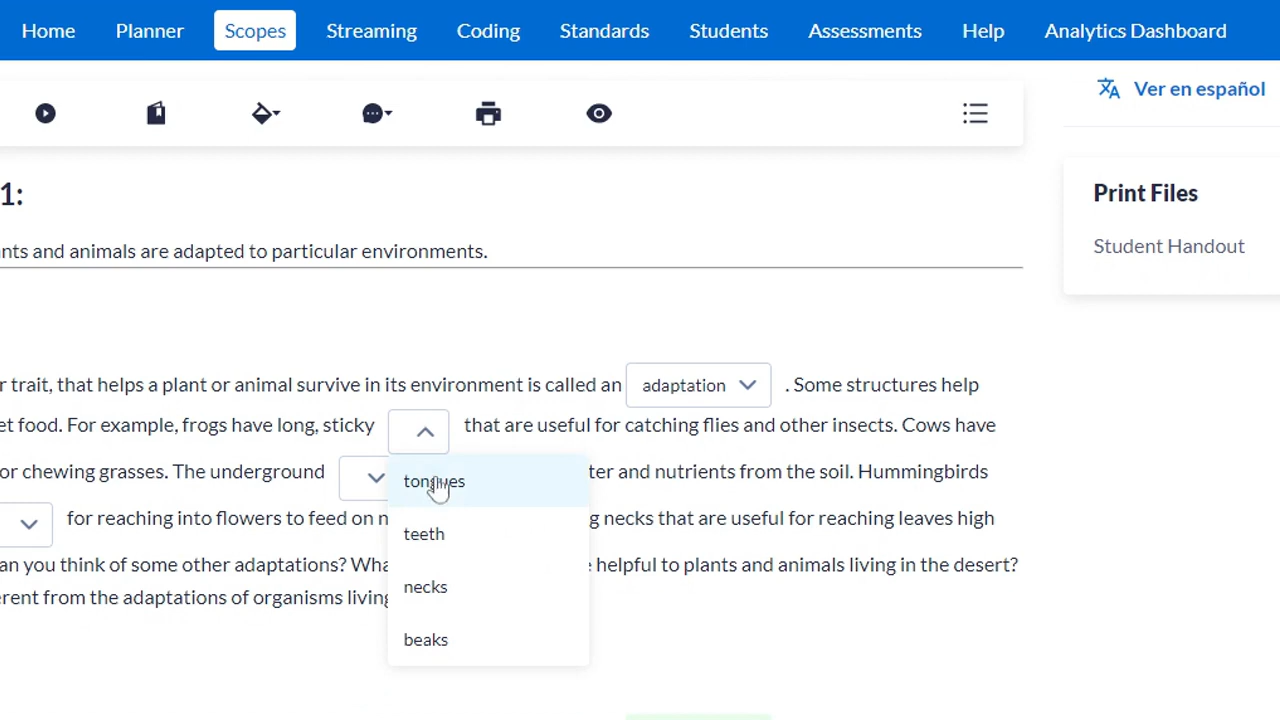 Home Planner Scopes Streaming Coding Standards Students Assessments Help Analytics Dashboard
Ver en español
1:
Print Files
Student Handout
nts and animals are adapted to particular environments.
r trait, that helps a plant or animal survive in its environment is called an adaptation . Some structures help
et food. For example, frogs have long, sticky that are useful for catching flies and other insects. Cows have
or chewing grasses. The underground ter and nutrients from the soil. Hummingbirds
tongues
for reaching into flowers to feed on n g necks that are useful for reaching leaves high
teeth
an you think of some other adaptations? Wha e helpful to plants and animals living in the desert?
necks
erent from the adaptations of organisms living
beaks